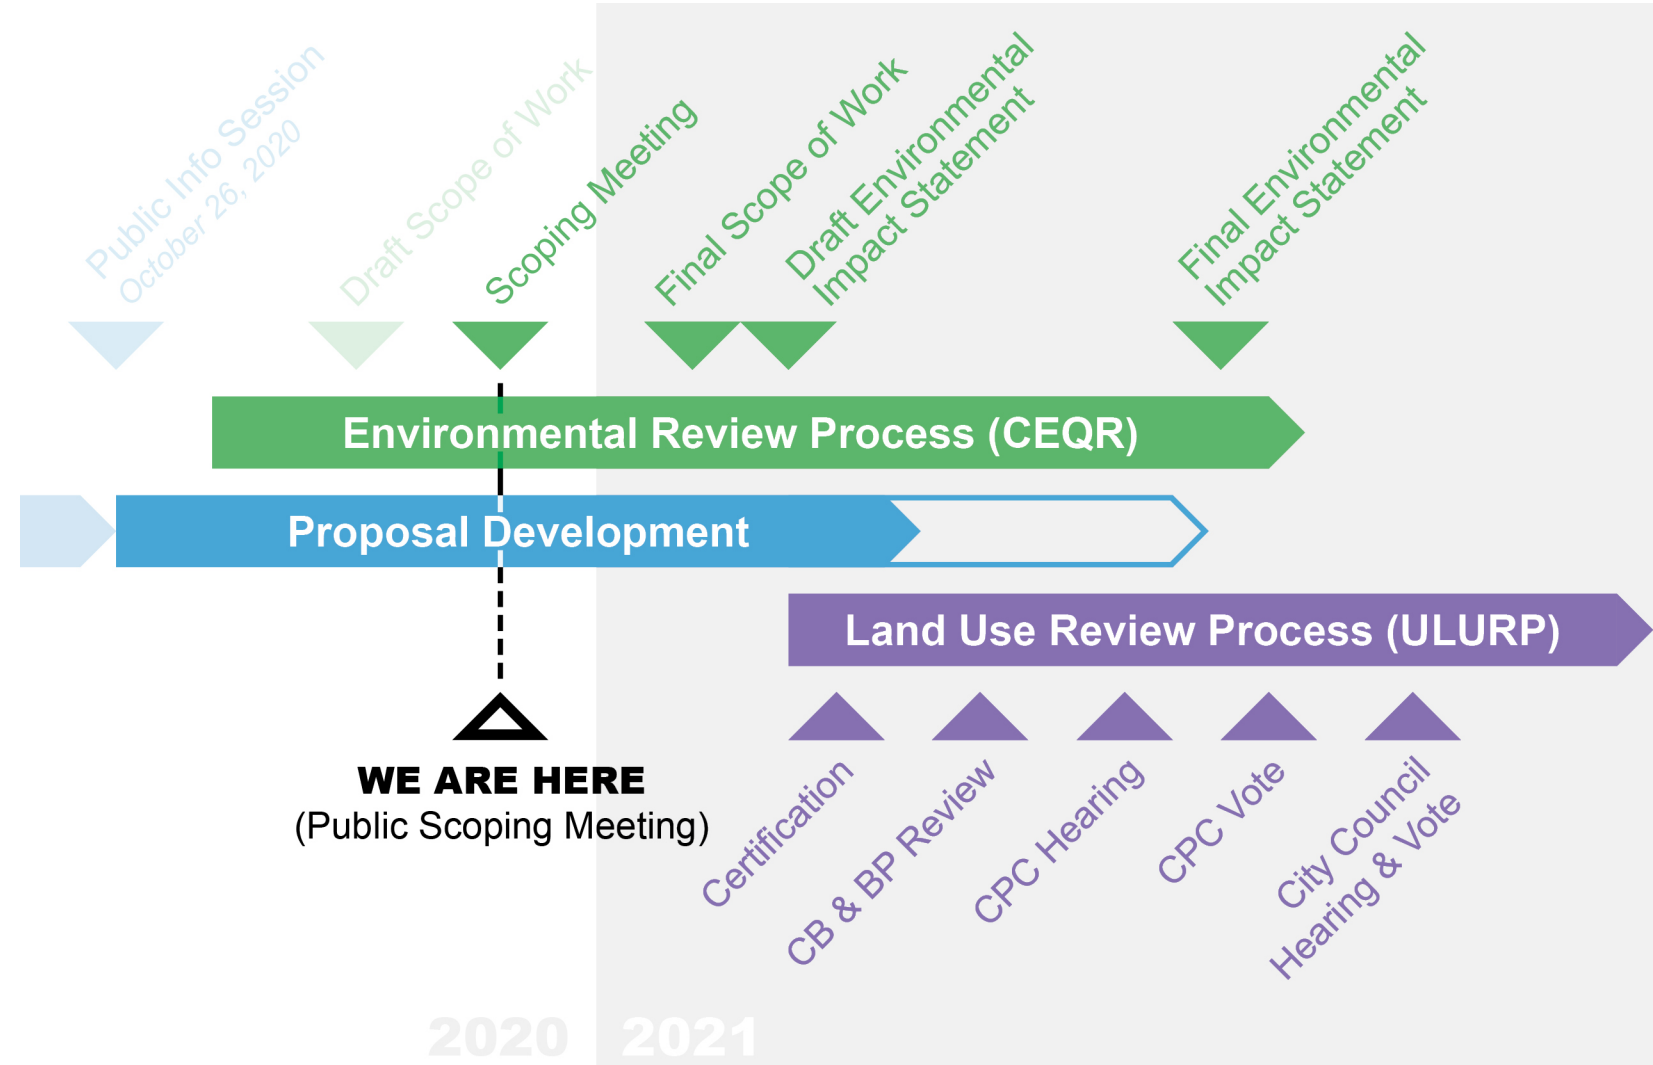 Public Info Session
October 26, 2020
Draft Scope of Work
Scoping Meeting
Final Scope of Work
Draft Environmental
Impact Statement
Final Environmental
Impact Statement
Environmental Review Process (CEQR)
Proposal Development
Land Use Review Process (ULURP)
WE ARE HERE
(Public Scoping Meeting)
Certification
CB & BP Review
CPC Hearing
CPC Vote
City Council
Hearing & Vote
2020
2021